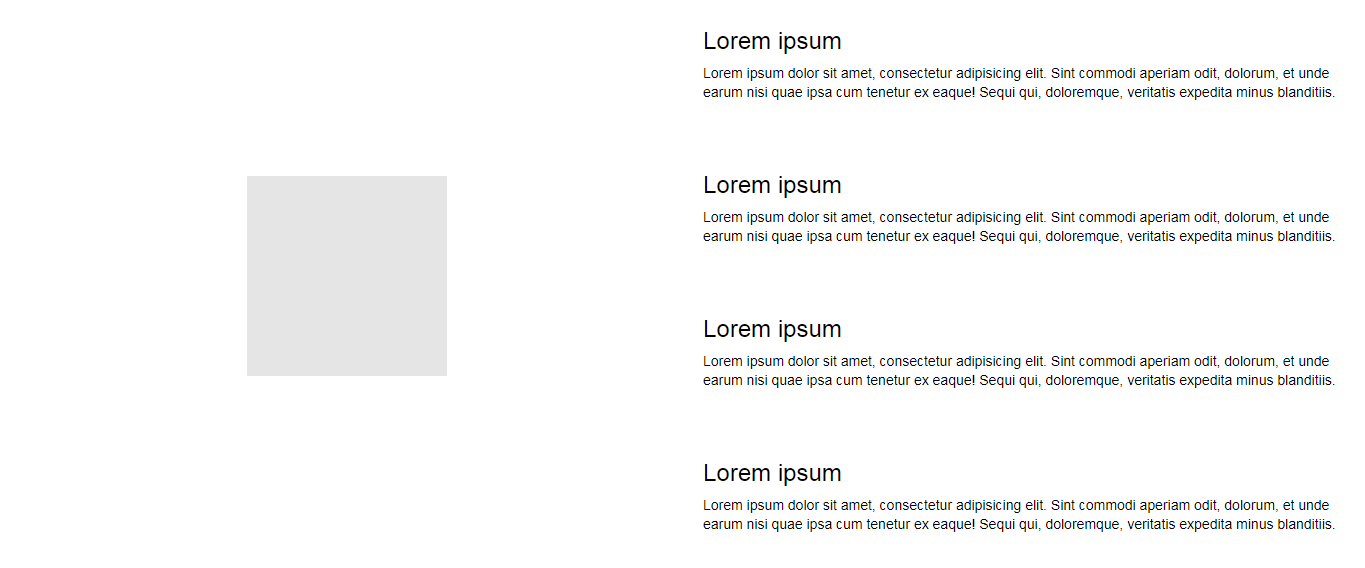 Lorem ipsum
Lorem ipsum dolor sit amet, consectetur adipisicing elit. Sint commodi aperiam odit, dolorum, et unde
earum nisi quae ipsa cum tenetur ex eaque! Sequi qui, doloremque, veritatis expedita minus blanditiis.
Lorem ipsum
Lorem ipsum dolor sit amet, consectetur adipisicing elit. Sint commodi aperiam odit, dolorum, et unde
earum nisi quae ipsa cum tenetur ex eaque! Sequi qui, doloremque, veritatis expedita minus blanditiis.
Lorem ipsum
Lorem ipsum dolor sit amet, consectetur adipisicing elit. Sint commodi aperiam odit, dolorum, et unde
earum nisi quae ipsa cum tenetur ex eaque! Sequi qui, doloremque, veritatis expedita minus blanditiis.
Lorem ipsum
Lorem ipsum dolor sit amet, consectetur adipisicing elit. Sint commodi aperiam odit, dolorum, et unde
earum nisi quae ipsa cum tenetur ex eaque! Sequi qui, doloremque, veritatis expedita minus blanditiis.